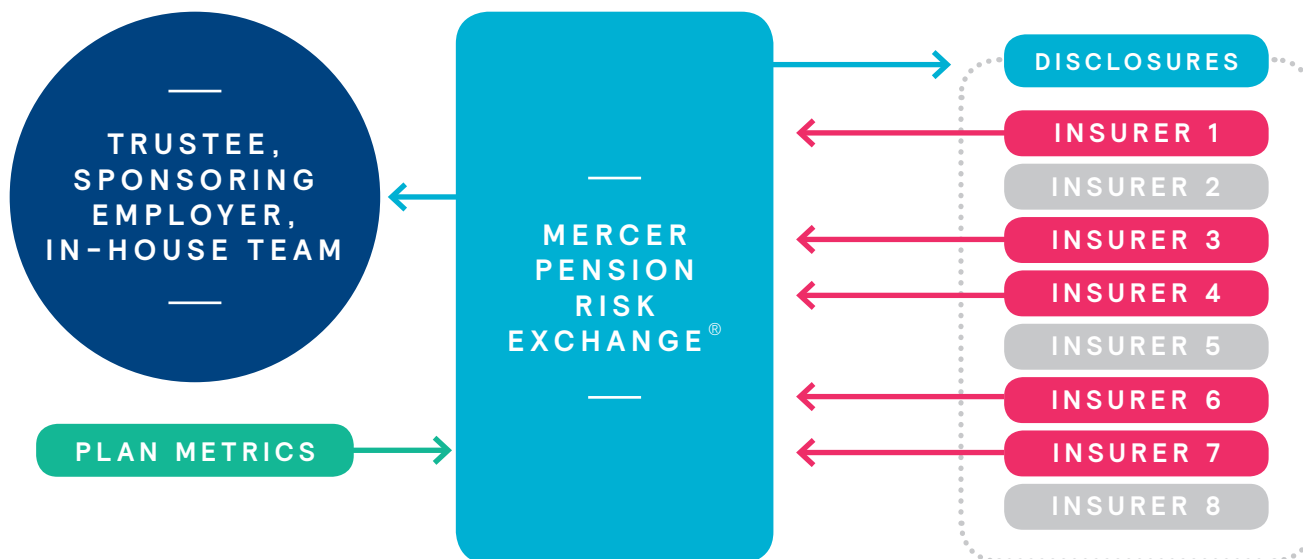 TRUSTEE,
SPONSORING
EMPLOYER,
IN-HOUSE TEAM
PLAN METRICS
MERCER
PENSION
RISK
EXCHANGE®
DISCLOSURES
INSURER 1
INSURER 2
INSURER 3
INSURER 4
INSURER 5
INSURER 6
INSURER 7
INSURER 8